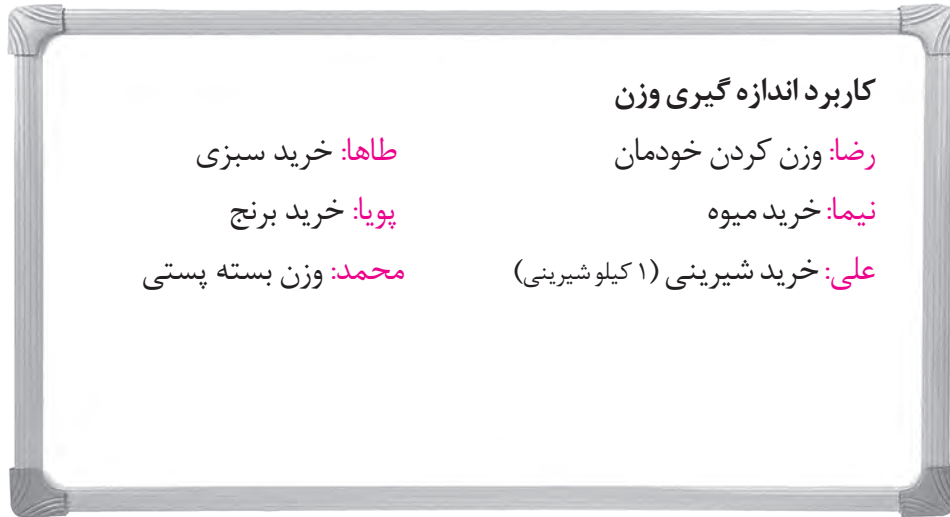 کاربرد اندازه گیری وزن
رضا: وزن کردن خودمان طاها: خرید سبزی
نیما: خرید میوه پویا: خرید برنج
علی: خرید شیرینی (۱ کیلو شیرینی) محمد: وزن بسته پستی